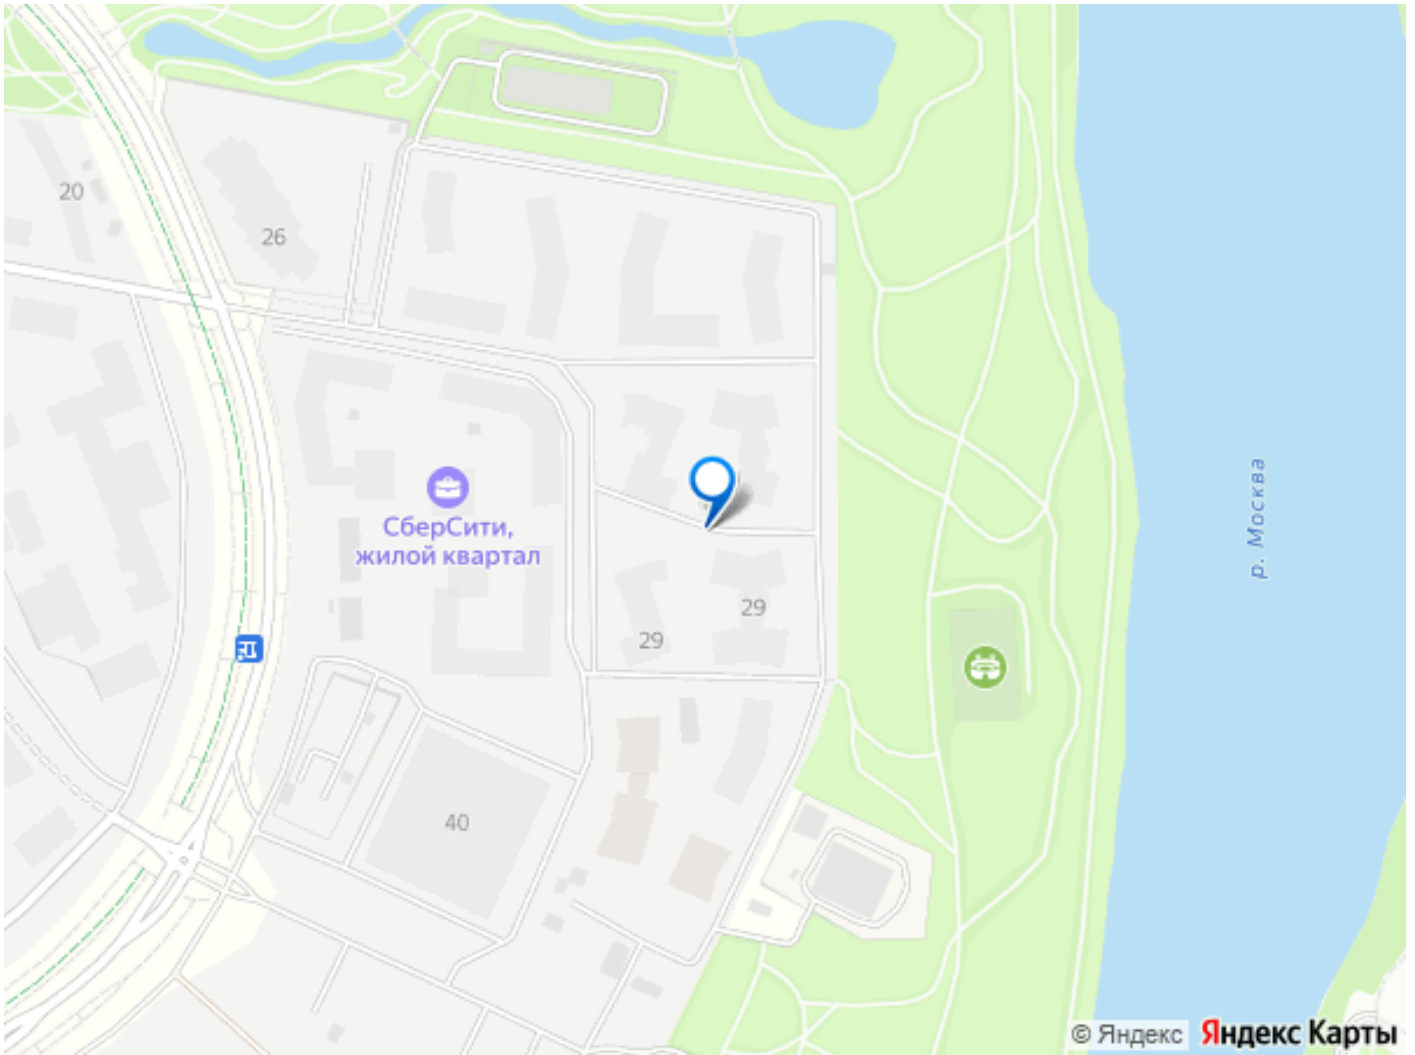 20
26
СберСити,
жилой квартал
р. Москва
29
29
40
© Яндекс
Яндекс Карты